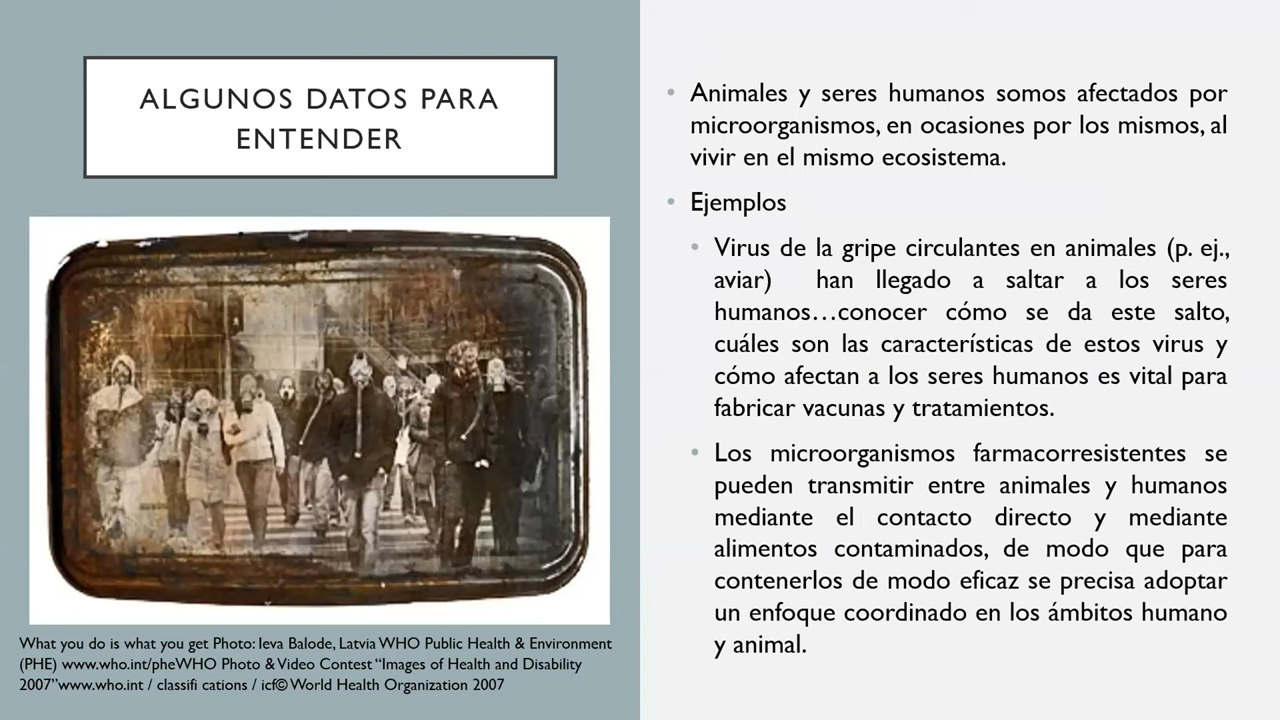 ALGUNOS DATOS PARA
ENTENDER
What you do is what you get Photo: Ieva Balode, Latvia WHO Public Health & Environment
(PHE) www.who.int/pheWHO Photo & Video Contest “Images of Health and Disability
2007”www.who.int / classifi cations / icf© World Health Organization 2007
• Animales y seres humanos somos afectados por
microorganismos, en ocasiones por los mismos, al
vivir en el mismo ecosistema.
• Ejemplos
• Virus de la gripe circulantes en animales (p. ej.,
aviar) han llegado a saltar a los seres
humanos…conocer cómo se da este salto,
cuáles son las características de estos virus y
cómo afectan a los seres humanos es vital para
fabricar vacunas y tratamientos.
• Los microorganismos farmacorresistentes se
pueden transmitir entre animales y humanos
mediante el contacto directo y mediante
alimentos contaminados, de modo que para
contenerlos de modo eficaz se precisa adoptar
un enfoque coordinado en los ámbitos humano
y animal.